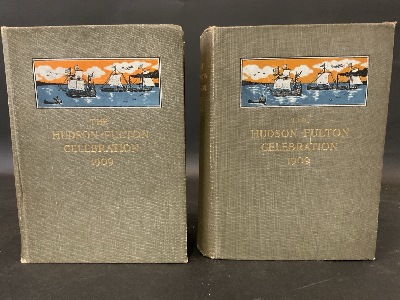 THE
HUDSON-FULTON
CELEBRATION
1909
THE
HUDSON-FULTON
CELEBRATION
1909